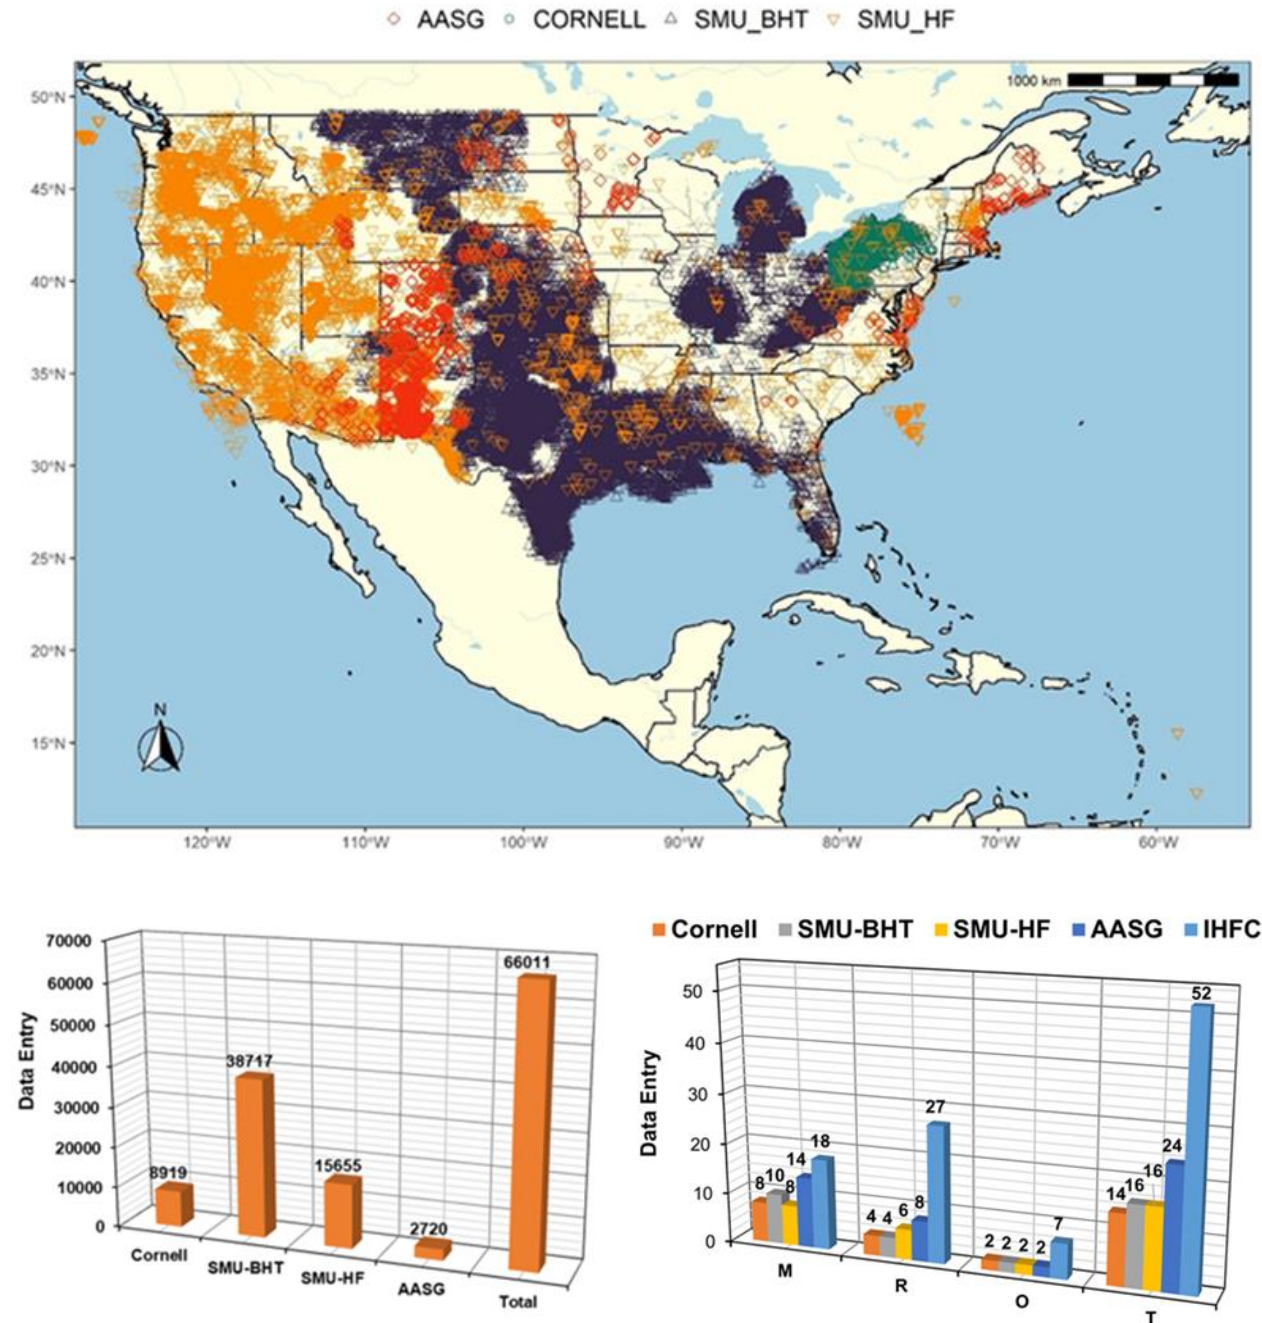 AASG CORNELL SMU_BHT SMU_HF
1000 km
50°N
45°N
40°N
35°N
30°N
25°N
20°N
15°N
N
120°W 110°W 100°W 90°W 80°W 70°W 60°W
Data Entry
70000
60000
50000
40000
30000
20000
10000
0
8919
38717
15655
2720
66011
Cornell
SMU-BHT
SMU-HF
AASG
Total
Cornell SMU-BHT SMU-HF AASG IHFC
Data Entry
50
40
30
20
10
0
8 10 8 14 18
4 4 6 8 27
2 2 2 2 7
14 16 16 24 52
M
R
O
T